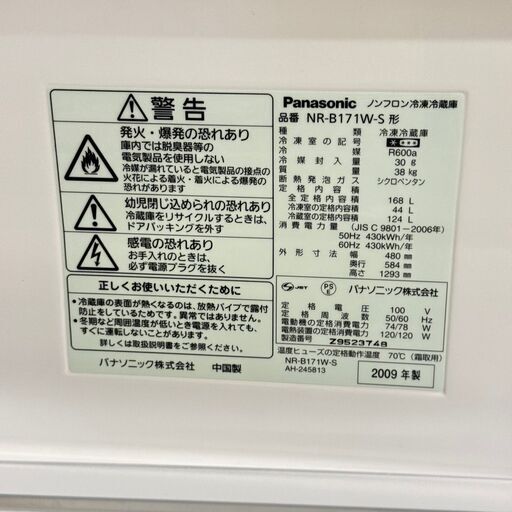 警告
発火・爆発の恐れあり
庫内では脱臭器等の
電気製品を使用しない
冷媒が漏れていると電気製品の接点の
火花による着火・着火による爆発の
恐れがあります。
幼児閉じ込められの恐れあり
冷蔵庫をリサイクルするときは、
ドアパッキングを外す
感電の恐れあり
お手入れのときは、
必ず電源プラグを抜く
正しくお使いいただくために
•冷蔵庫の表面が熱くなるのは、放熱パイプで露付
防止をしているためです。(異常ではありません)
•冬期など周囲温度が低いとき電源を入れても、
すぐに運転しないことがあります。
詳しくは取扱説明書をご参照ください。
パナソニック株式会社 中国製
Panasonic ノンフロン冷凍冷蔵庫
品番 NR-B171W-S 形
種類 冷凍冷蔵庫
冷凍室の記号
冷媒 R600a
冷媒封入量 30 g
質量 38 kg
断熱発泡ガス シクロペンタン
定格内容積
全定格内容積 168 L
冷凍室の定格内容積 44 L
冷蔵室の定格内容積 124 L
消費電力量 (JIS C 9801-2006年)
50Hz 430kWh/年
60Hz 430kWh/年
外形寸法 幅 480 mm
奥行 584 mm
高さ 1293 mm
JET PS E パナソニック株式会社
定格電圧 100 V
定格周波数 50/60 Hz
電動機の定格消費電力 74/78 W
電熱装置の定格消費電力 120/120 W
製造番号 Z9523748
温度ヒューズの定格動作温度 70℃ (霜取用)
NR-B171W-S
AH-245813
2009 年製